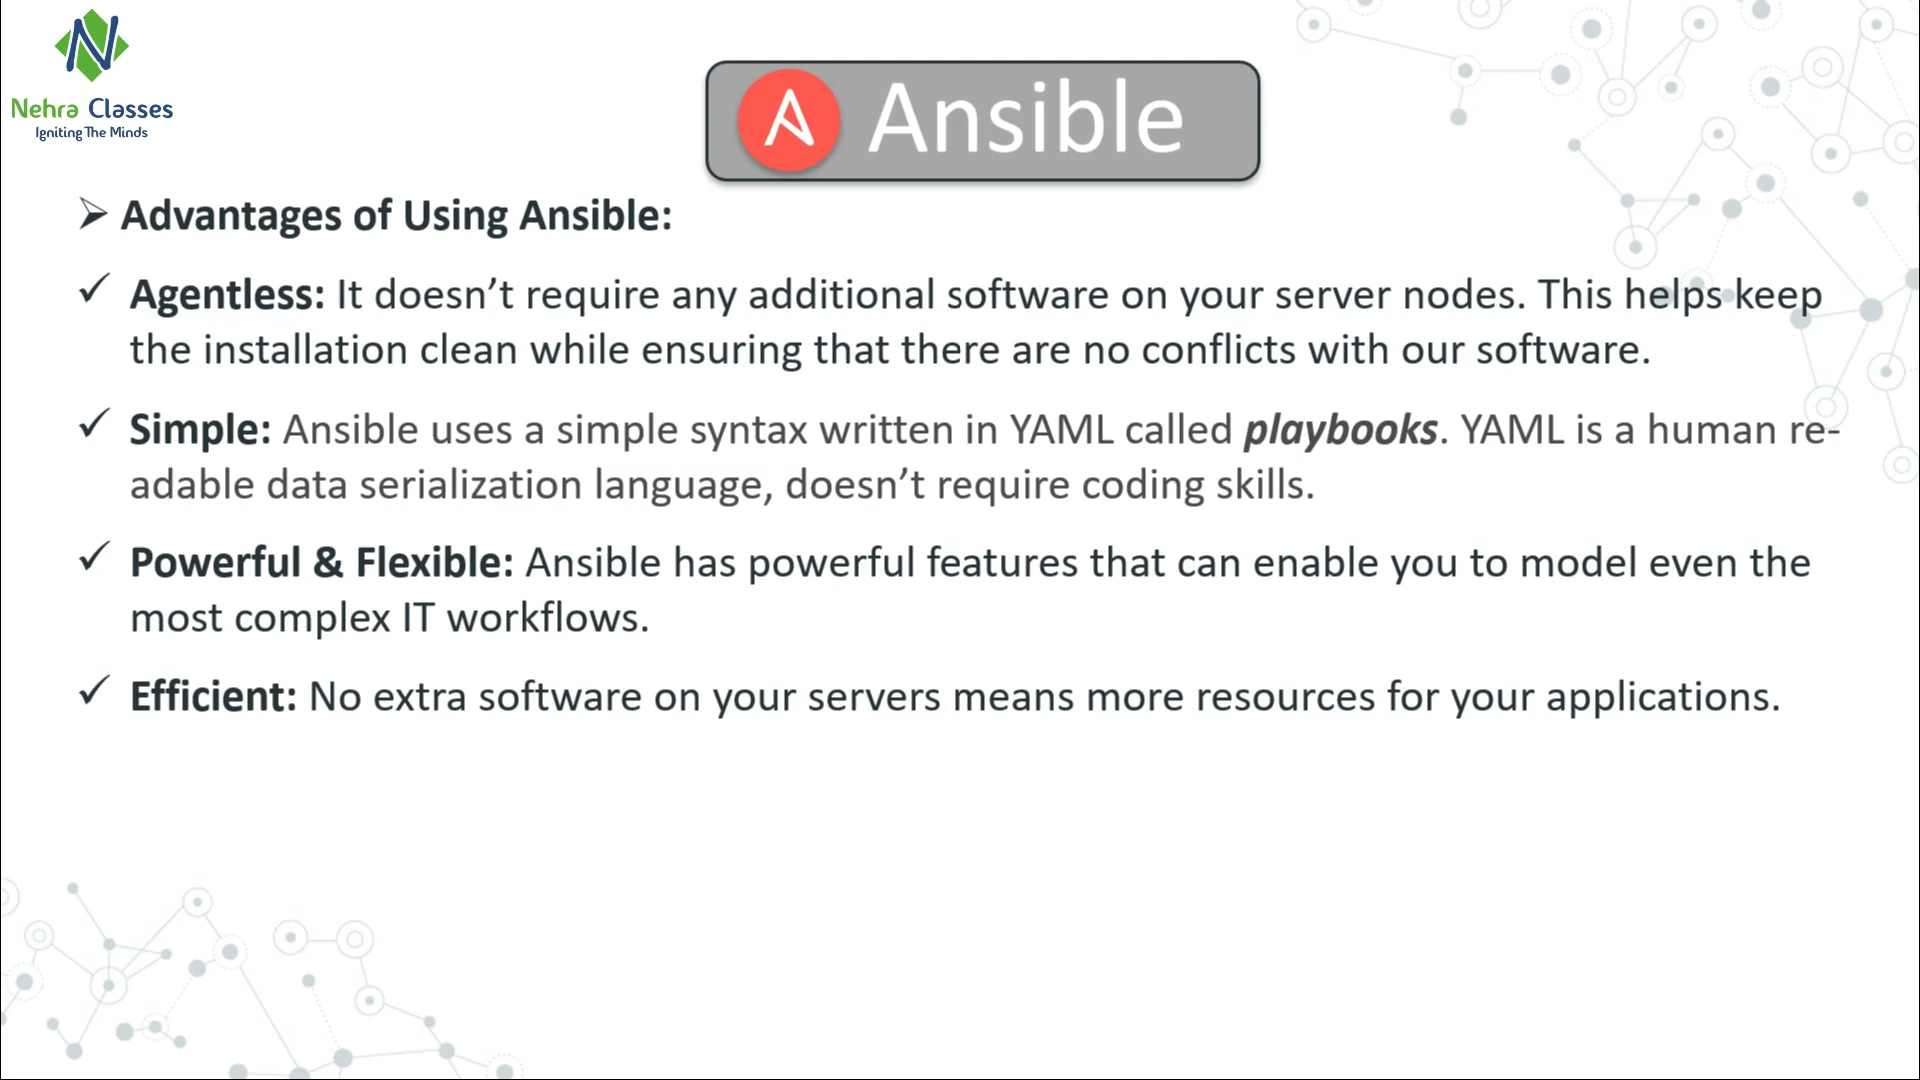 Nehra Classes
Igniting The Minds
Ansible
➢ Advantages of Using Ansible:
✓ Agentless: It doesn’t require any additional software on your server nodes. This helps keep
the installation clean while ensuring that there are no conflicts with our software.
✓ Simple: Ansible uses a simple syntax written in YAML called playbooks. YAML is a human re-
adable data serialization language, doesn’t require coding skills.
✓ Powerful & Flexible: Ansible has powerful features that can enable you to model even the
most complex IT workflows.
✓ Efficient: No extra software on your servers means more resources for your applications.